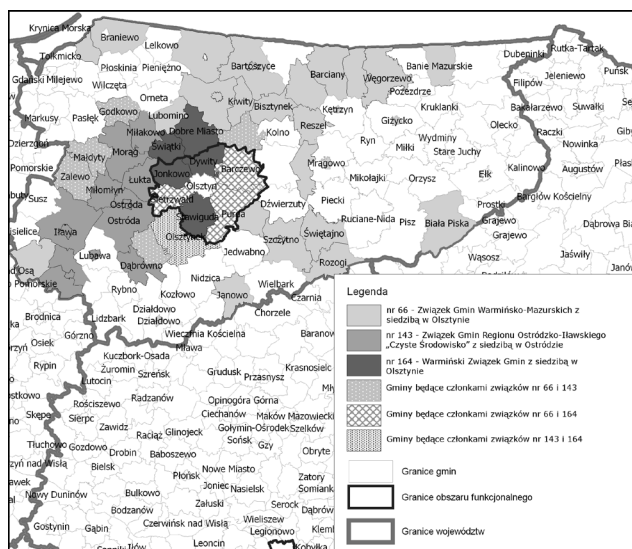 Krynica Morska
Braniewo
Lelkowo
Tolkmicko
Płoskinia Pieniężno
Bartoszyce
Barciany
Węgorzewo
Banie Mazurskie
Dubeninki
Rutka-Tartak
Puńsk
Gdański Milejewo
Wilczęta
Filipów
Jeleniewo
Orneta
Godkowo
Lubomino
Kiwity
Bisztynek
Kętrzyn
Pozezdrze
Kruklanki
Bakałarzewo
Suwałki
Markusy
Pasłęk
Miłakowo
Dobre Miasto
Kolno
Reszel
Giżycko
Olecko
Raczki
Dzierzgoń
Świątki
Ryn
Wydminy
Nowinka
Małdyty
Morąg
Dywity
Barczewo
Mrągowo
Miłki
Stare Juchy
Kalinowo
Augustów
Pomorskie
Zalewo
Łukta
Jonkowo
Olsztyn
Mikołajki
Orzysz
Ełk
Susz
Miłomłyn
Ostróda
Gietrzwałd
Purda
Dźwierzuty
Piecki
Prostki
Bargłów Kościelny
Ostróda
Stawiguda
Ruciane-Nida
Pisz
Biała Piska
Grajewo
Iława
Olsztynek
Szczytno
Świętajno
Grajewo
Lubawa
Dąbrówno
Jedwabno
Rozogi
Wąsosz
Jaświły
Rybno
Kozłowo
Nidzica
Wielbark
Janowo
Czarnia
Brodnica
Lidzbark
Działdowo
Działdowo
Chorzele
Górzno
Wieczfnia Kościelna
Mława
Baranowo
Osiek
Kuczbork-Osada
Krasnosielc
Rypin
Żuromin
Szreńsk
Grudusk
Przasnysz
Lutocin
Skępe
Rościszewo
Radzanów
Opinogóra Górna
Sierpc
Ciechanów
Maków Mazowiecki
Zawidz
Raciąż
Glinojeck
Gołymin-Ośrodek
Szelków
Tłuchowo
Gozdowo
Sońsk
Gzy
Drobin
Baboszewo
Obryte
Bielsk
Płońsk
Nowe Miasto
Zatory
Nowy Duninów
Bulkowo
Joniec
Nasielsk
Somianka
Bodzanów
Załuski
Serock
Gostynin
Gąbin
Czerwińsk nad Wisłą
Wieliszew
Legionowo
Iłów
Leoncin
Kobyłka
Legenda
nr 66 - Związek Gmin Warmińsko-Mazurskich z
siedzibą w Olsztynie
nr 143 - Związek Gmin Regionu Ostródzko-Iławskiego
„Czyste Środowisko” z siedzibą w Ostródzie
nr 164 - Warmiński Związek Gmin z siedzibą w
Olsztynie
Gminy będące członkami związków nr 66 i 143
Gminy będące członkami związków nr 66 i 164
Gminy będące członkami związków nr 143 i 164
Granice gmin
Granice obszaru funkcjonalnego
Granice województw